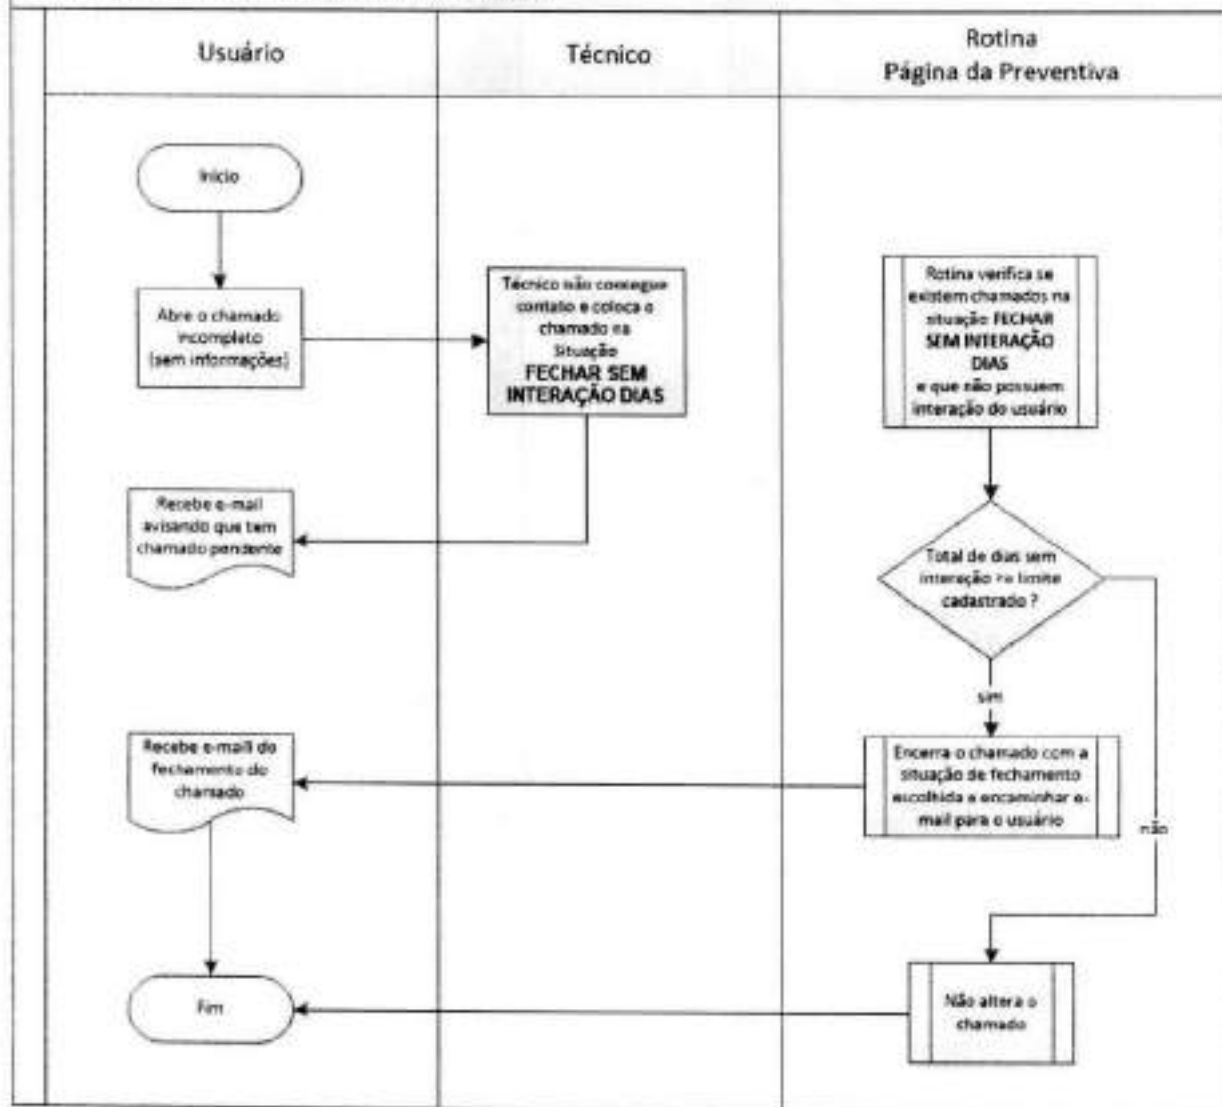 Usuário
Técnico
Rotina
Página da Preventiva
Início
Abre o chamado
incompleto
(sem informações)
Técnico não consegue
contato e coloca o
chamado na
Situação
FECHAR SEM
INTERAÇÃO DIAS
Rotina verifica se
existem chamados na
situação FECHAR
SEM INTERAÇÃO
DIAS
e que não possuem
interação do usuário
Recebe e-mail
avisando que tem
chamado pendente
Total de dias sem
interação >= limite
cadastrado ?
sim
Recebe e-mail do
fechamento do
chamado
Encerra o chamado com a
situação de fechamento
escolhida e encaminhar e-
mail para o usuário
não
Fim
Não altera o
chamado